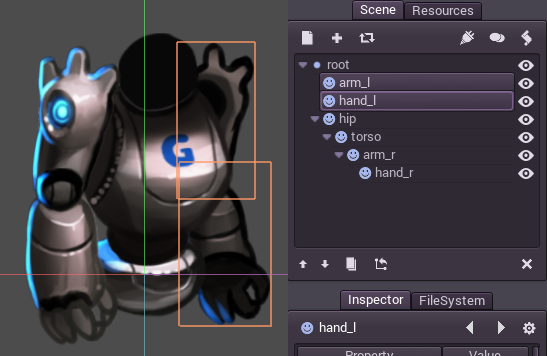 Scene Resources
root
arm_l
hand_l
hip
torso
arm_r
hand_r
G
Inspector FileSystem
hand_l
Property Value